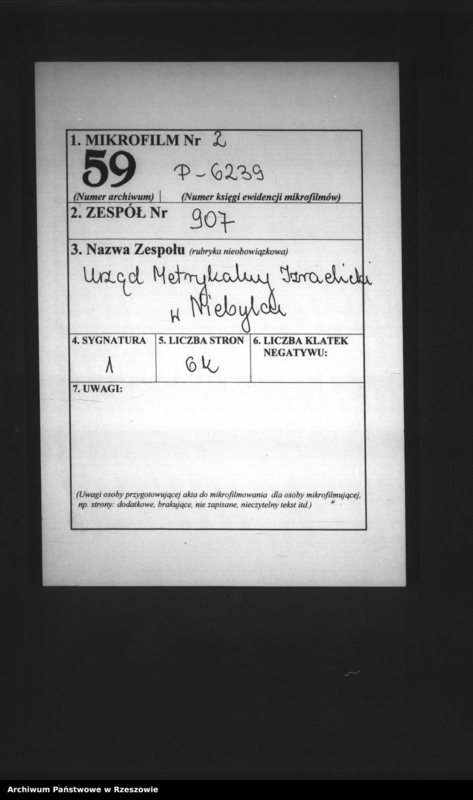 1. MIKROFILM Nr 2
59 P-6239
(Numer archiwum) (Numer księgi ewidencji mikrofilmów)
2. ZESPÓŁ Nr 907
3. Nazwa Zespołu (rubryka nieobowiązkowa)
Urząd Metrykalny Izraelicki
w Niebylcu
4. SYGNATURA 5. LICZBA STRON 6. LICZBA KLATEK
NEGATYWU:
1 6k
7. UWAGI:
(Uwagi osoby przygotowującej akta do mikrofilmowania dla osoby mikrofilmującej,
np. strony: dodatkowe, brakujące, nie zapisane, nieczytelny tekst itd.)
Archiwum Państwowe w Rzeszowie